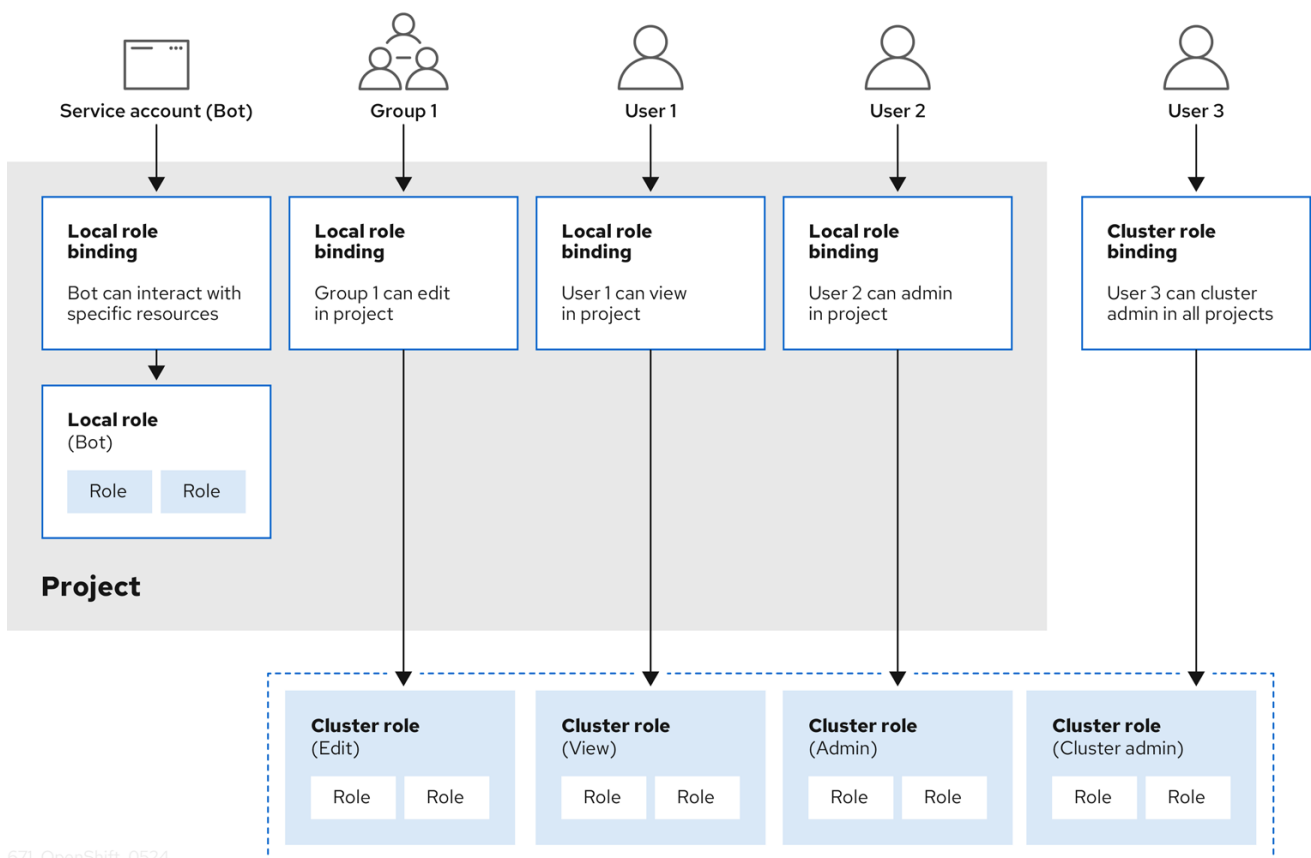 Service account (Bot)
Group 1
User 1
User 2
User 3
Local role
binding
Bot can interact with
specific resources
Local role
binding
Group 1 can edit
in project
Local role
binding
User 1 can view
in project
Local role
binding
User 2 can admin
in project
Cluster role
binding
User 3 can cluster
admin in all projects
Local role
(Bot)
Role
Role
Project
Cluster role
(Edit)
Role
Role
Cluster role
(View)
Role
Role
Cluster role
(Admin)
Role
Role
Cluster role
(Cluster admin)
Role
Role
671_OpenShift_0524